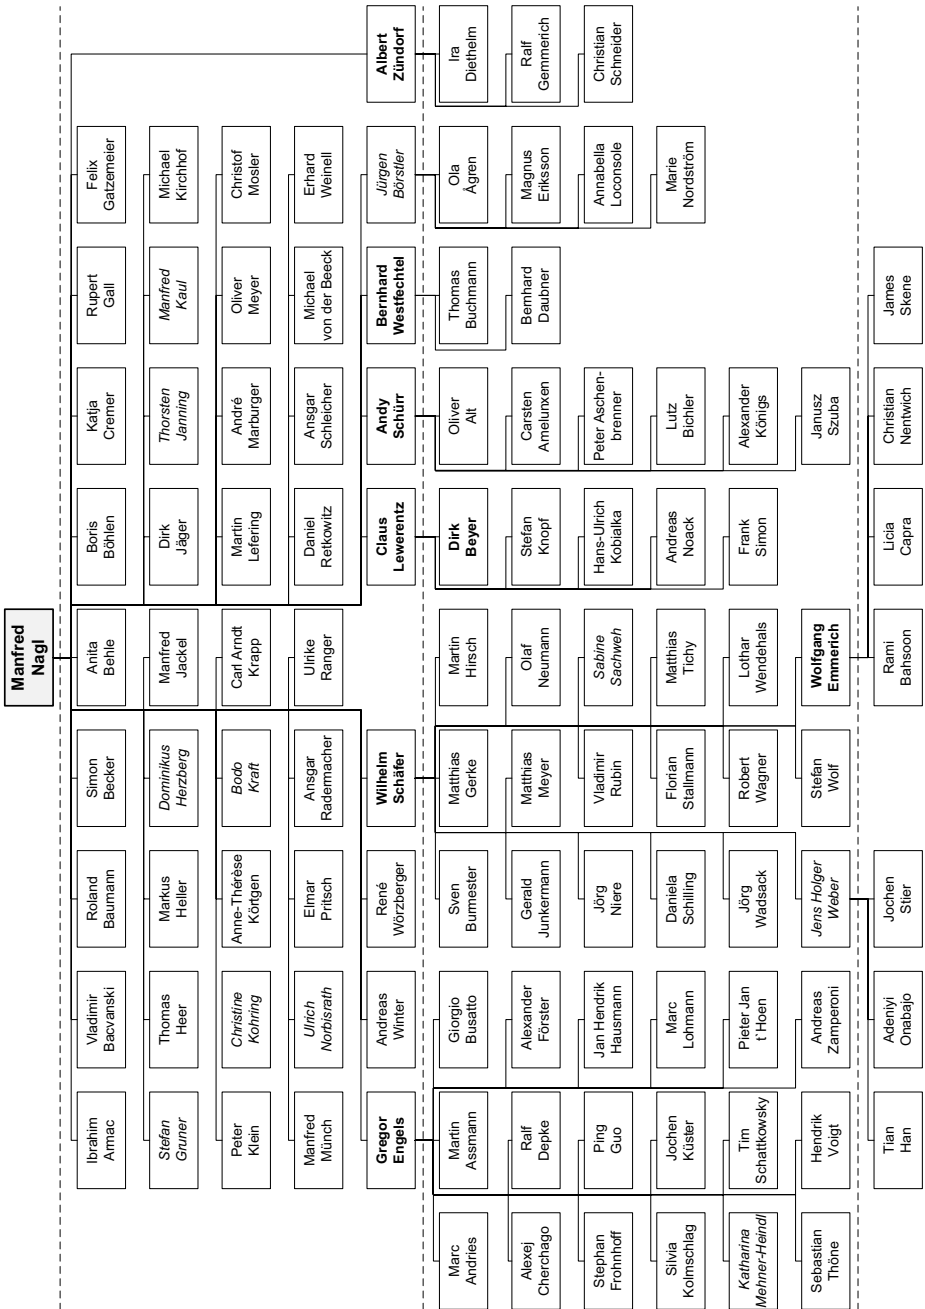 Manfred
Nagl
Ibrahim
Armac
Vladimir
Bacvanski
Roland
Baumann
Simon
Becker
Anita
Behle
Boris
Böhlen
Katja
Cremer
Rupert
Gall
Felix
Gatzemeier
Stefan
Gruner
Thomas
Heer
Markus
Heller
Dominikus
Herzberg
Manfred
Jackel
Dirk
Jäger
Thorsten
Janning
Manfred
Kaul
Michael
Kirchhof
Peter
Klein
Christine
Kohring
Anne-Thérèse
Körtgen
Bodo
Kraft
Carl Arndt
Krapp
Martin
Lefering
André
Marburger
Oliver
Meyer
Christof
Mosler
Manfred
Münch
Ulrich
Norbisrath
Elmar
Pritsch
Ansgar
Rademacher
Ulrike
Ranger
Daniel
Retkowitz
Ansgar
Schleicher
Michael
von der Beeck
Erhard
Weinell
Gregor
Engels
Andreas
Winter
René
Wörzberger
Wilhelm
Schäfer
Claus
Lewerentz
Andy
Schürr
Bernhard
Westfechtel
Jürgen
Börstler
Albert
Zündorf
Marc
Andries
Martin
Assmann
Giorgio
Busatto
Sven
Burmester
Matthias
Gerke
Martin
Hirsch
Dirk
Beyer
Oliver
Alt
Thomas
Buchmann
Ola
Ågren
Ira
Diethelm
Alexej
Cherchago
Ralf
Depke
Alexander
Förster
Gerald
Junkermann
Matthias
Meyer
Olaf
Neumann
Stefan
Knopf
Carsten
Amelunxen
Bernhard
Daubner
Magnus
Eriksson
Ralf
Gemmerich
Stephan
Frohnhoff
Ping
Guo
Jan Hendrik
Hausmann
Jörg
Niere
Vladimir
Rubin
Sabine
Sachweh
Hans-Ulrich
Kobialka
Peter Aschen-
brenner
Annabella
Loconsole
Christian
Schneider
Silvia
Kolmschlag
Jochen
Küster
Marc
Lohmann
Daniela
Schilling
Florian
Stallmann
Matthias
Tichy
Andreas
Noack
Lutz
Bichler
Marie
Nordström
Katharina
Mehner-Heindl
Tim
Schattkowsky
Pieter Jan
t`Hoen
Jörg
Wadsack
Robert
Wagner
Lothar
Wendehals
Frank
Simon
Alexander
Königs
Sebastian
Thöne
Hendrik
Voigt
Andreas
Zamperoni
Jens Holger
Weber
Stefan
Wolf
Wolfgang
Emmerich
Janusz
Szuba
Tian
Han
Adeniyi
Onabajo
Jochen
Stier
Rami
Bahsoon
Licia
Capra
Christian
Nentwich
James
Skene